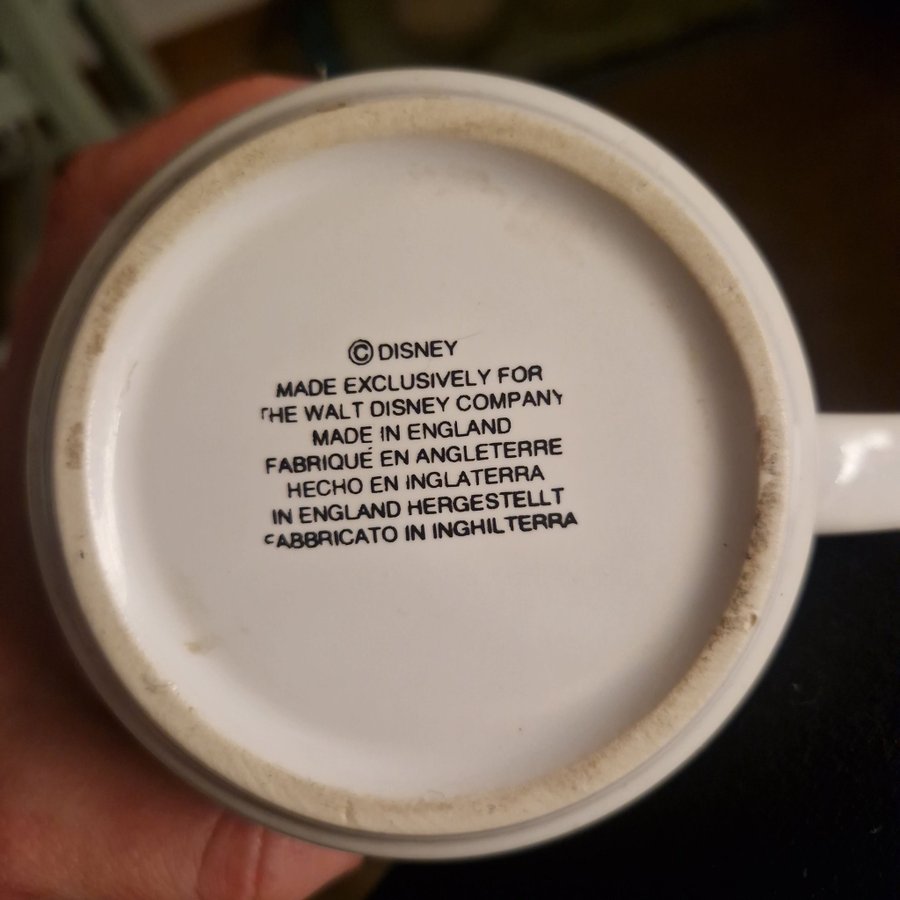 © DISNEY
MADE EXCLUSIVELY FOR
THE WALT DISNEY COMPANY
MADE IN ENGLAND
FABRIQUÉ EN ANGLETERRE
HECHO EN INGLATERRA
IN ENGLAND HERGESTELLT
FABBRICATO IN INGHILTERRA